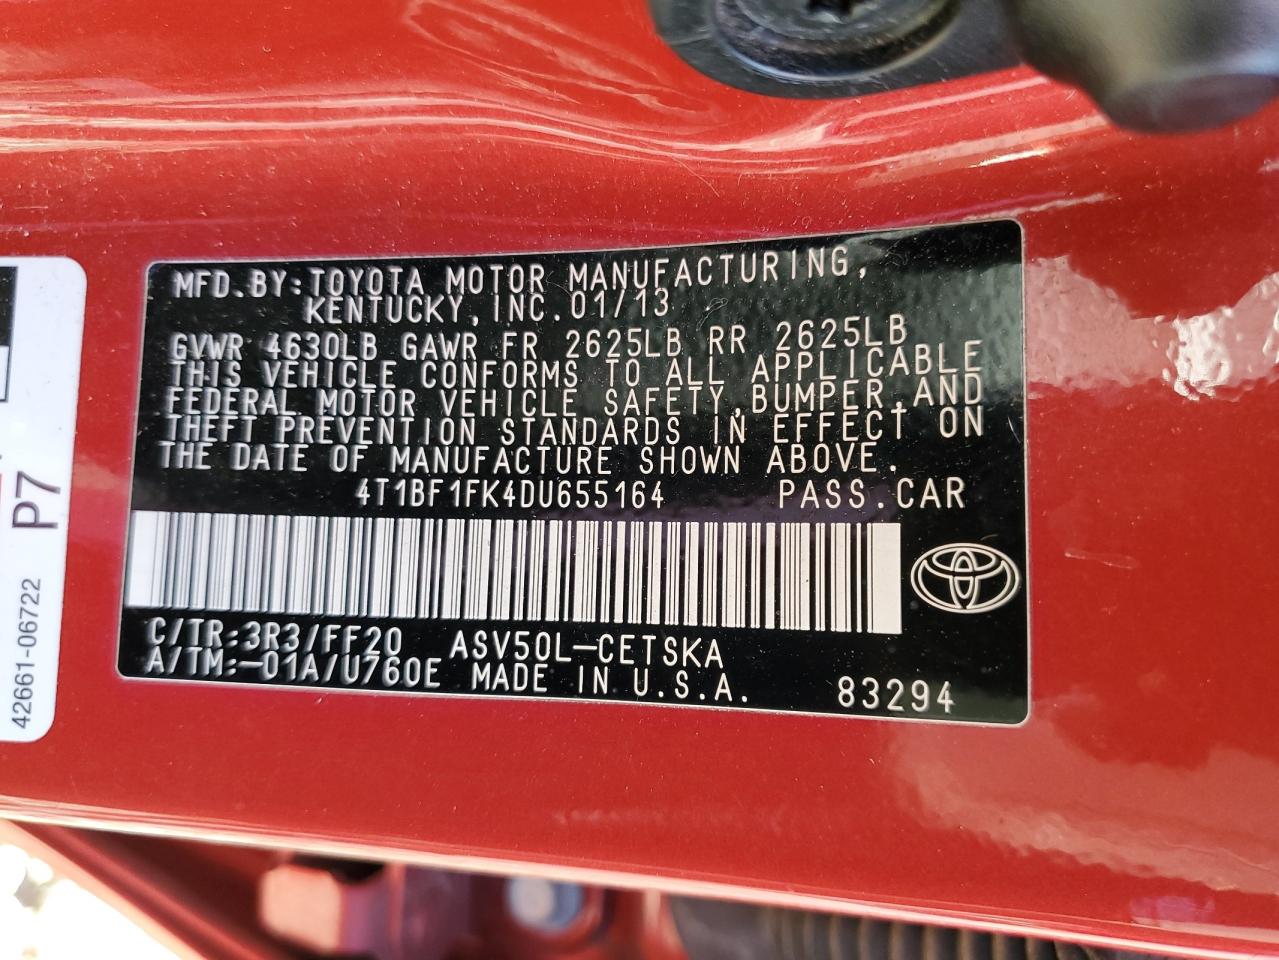 MFD.BY:TOYOTA MOTOR MANUFACTURING,
KENTUCKY,INC.01/13
GVWR 4630LB GAWR FR 2625LB RR 2625LB
THIS VEHICLE CONFORMS TO ALL APPLICABLE
FEDERAL MOTOR VEHICLE SAFETY,BUMPER,AND
THEFT PREVENTION STANDARDS IN EFFECT ON
THE DATE OF MANUFACTURE SHOWN ABOVE.
4T1BF1FK4DU655164 PASS.CAR
C/TR:3R3/FF20 ASV50L-CETSKA
A/TM:-01A/U760E MADE IN U.S.A. 83294
P7
42661-06722